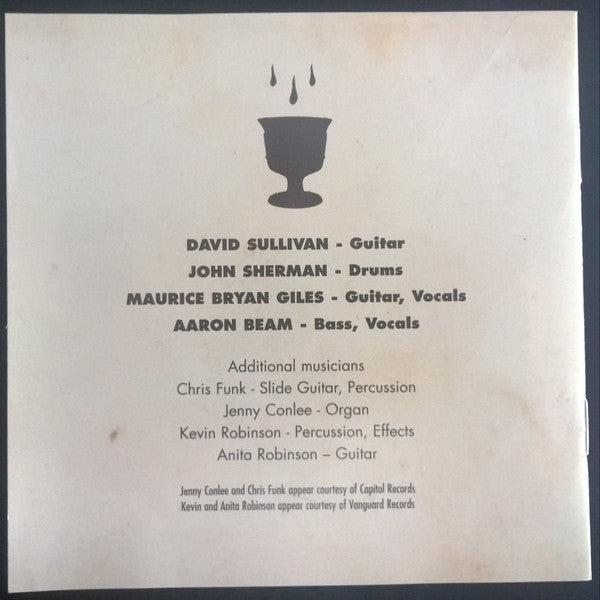 DAVID SULLIVAN - Guitar
JOHN SHERMAN - Drums
MAURICE BRYAN GILES - Guitar, Vocals
AARON BEAM - Bass, Vocals
Additional musicians
Chris Funk - Slide Guitar, Percussion
Jenny Conlee - Organ
Kevin Robinson - Percussion, Effects
Anita Robinson – Guitar
Jenny Conlee and Chris Funk appear courtesy of Capitol Records
Kevin and Anita Robinson appear courtesy of Vanguard Records